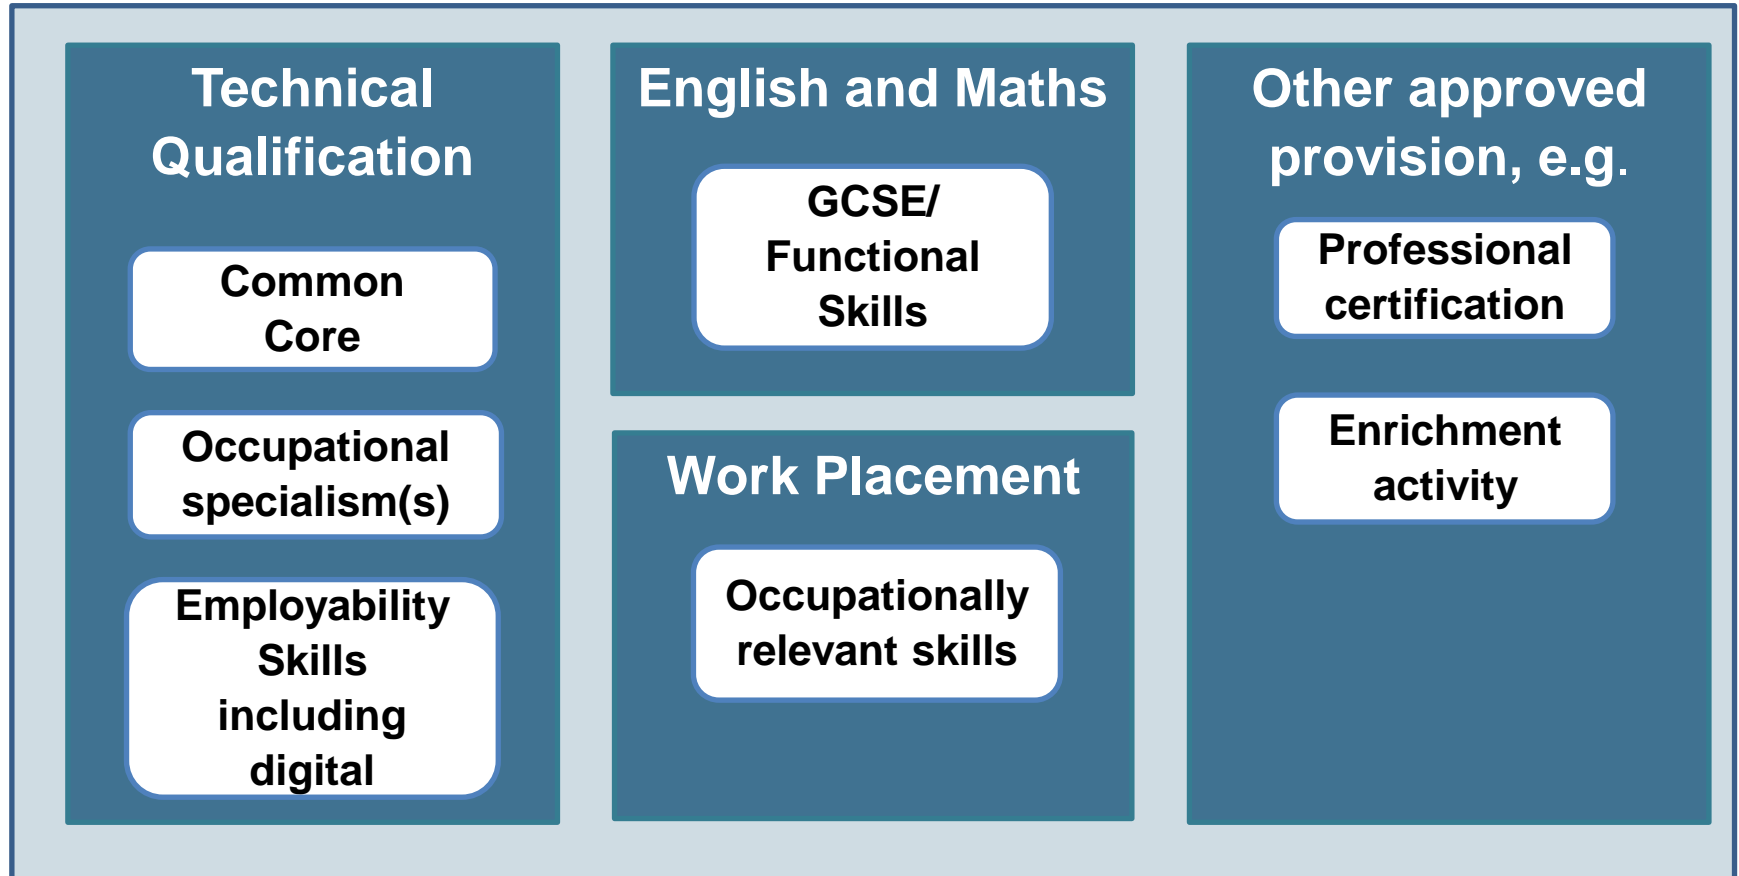 Technical
Qualification
Common
Core
Occupational
specialism(s)
Employability
Skills
including
digital
English and Maths
GCSE/
Functional
Skills
Work Placement
Occupationally
relevant skills
Other approved
provision, e.g.
Professional
certification
Enrichment
activity